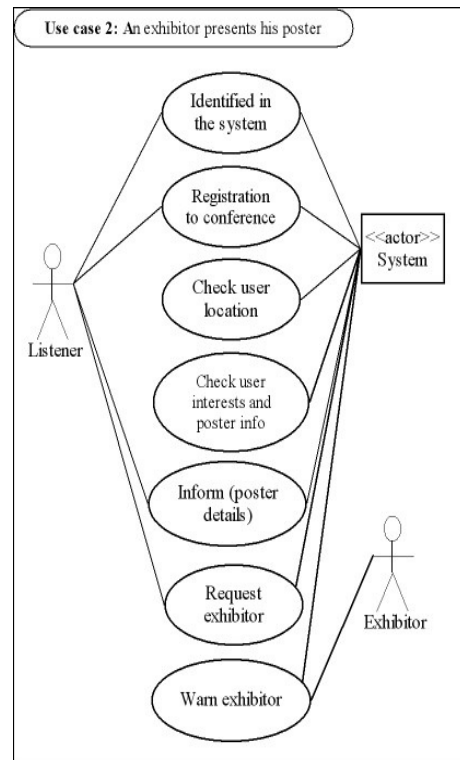 Use case 2: An exhibitor presents his poster
Identified in
the system
Registration
to conference
<<actor>>
System
Check user
location
Listener
Check user
interests and
poster info
Inform (poster
details)
Request
exhibitor
Exhibitor
Warn exhibitor